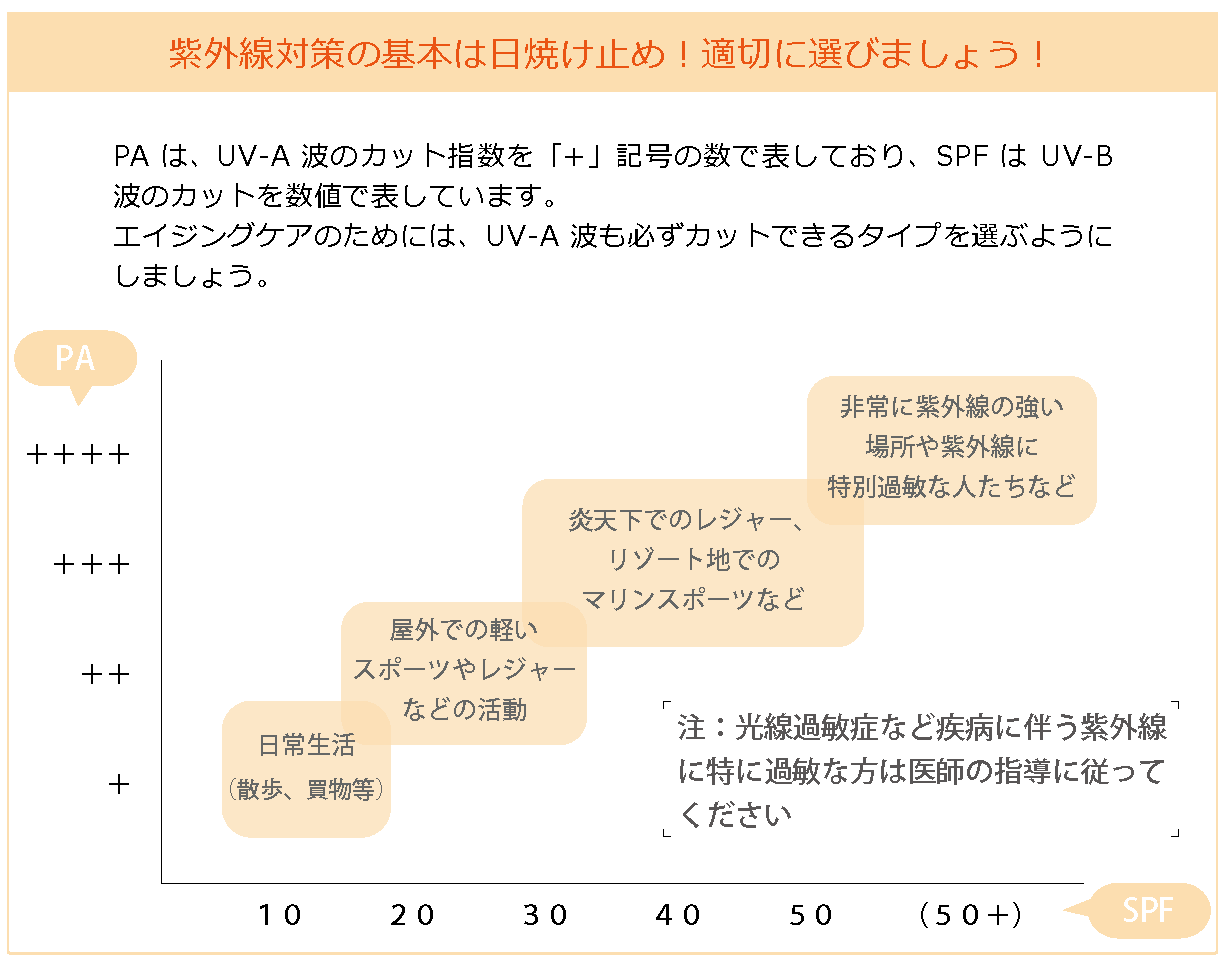 紫外線対策の基本は日焼け止め！適切に選びましょう！
PA は、UV-A 波のカット指数を「+」記号の数で表しており、SPF は UV-B
波のカットを数値で表しています。
エイジングケアのためには、UV-A 波も必ずカットできるタイプを選ぶように
しましょう。
PA
++++
+++
++
+
非常に紫外線の強い
場所や紫外線に
特別過敏な人たちなど
炎天下でのレジャー、
リゾート地での
マリンスポーツなど
屋外での軽い
スポーツやレジャー
などの活動
日常生活
（散歩、買物等）
注：光線過敏症など疾病に伴う紫外線
に特に過敏な方は医師の指導に従って
ください
10 20 30 40 50 （50+）
SPF